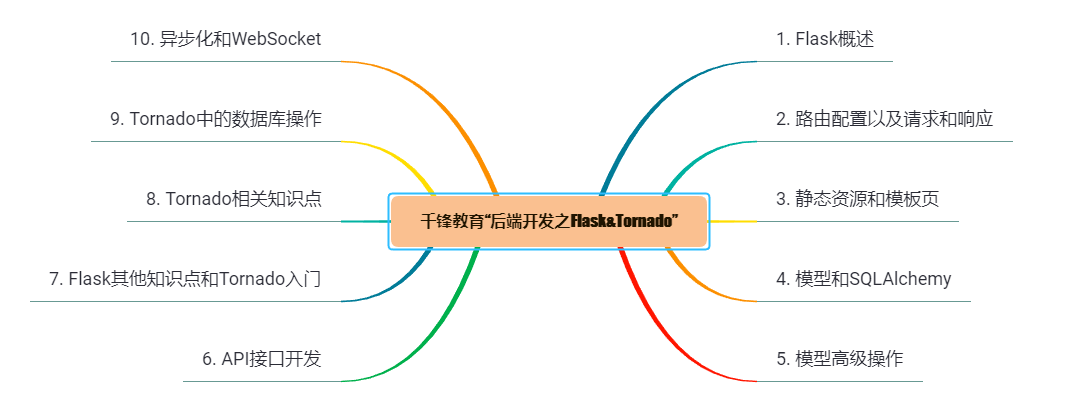 10. 异步化和WebSocket
1. Flask概述
9. Tornado中的数据库操作
2. 路由配置以及请求和响应
8. Tornado相关知识点
千锋教育“后端开发之Flask&Tornado”
3. 静态资源和模板页
7. Flask其他知识点和Tornado入门
4. 模型和SQLAlchemy
6. API接口开发
5. 模型高级操作